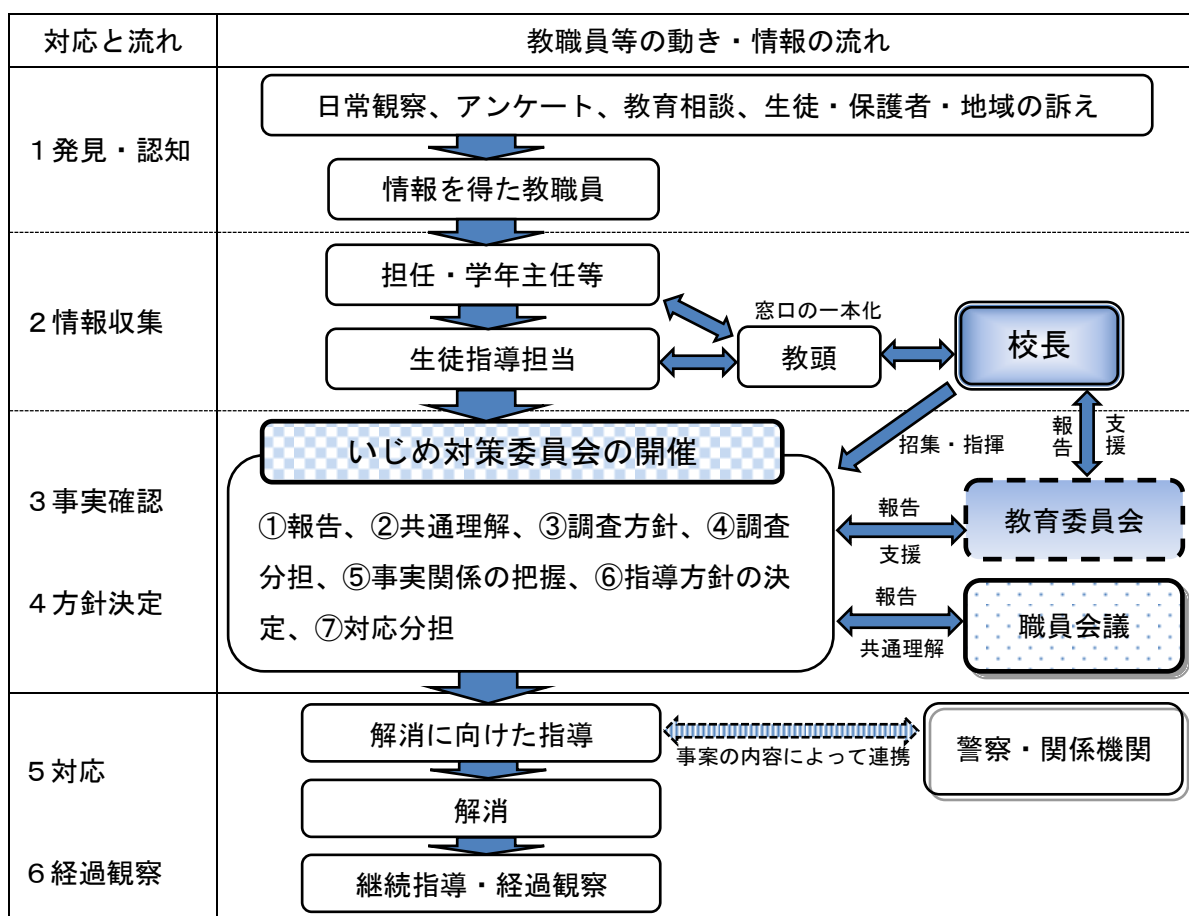 対応と流れ
教職員等の動き・情報の流れ
1発見・認知
日常観察、アンケート、教育相談、生徒・保護者・地域の訴え
情報を得た教職員
2情報収集
担任・学年主任等
生徒指導担当
窓口の一本化
教頭
校長
招集・指揮
報告
支援
3事実確認
4方針決定
いじめ対策委員会の開催
①報告、②共通理解、③調査方針、④調査
分担、⑤事実関係の把握、⑥指導方針の決
定、⑦対応分担
報告
支援
教育委員会
報告
共通理解
職員会議
5対応
解消に向けた指導
事案の内容によって連携
警察・関係機関
解消
6経過観察
継続指導・経過観察